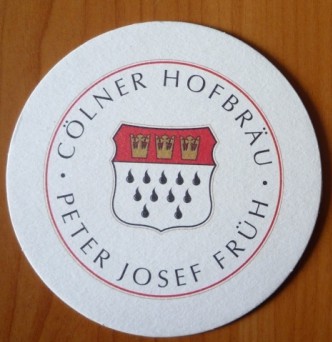 CÖLNER HOFBRÄU
PETER JOSEF FRÜH